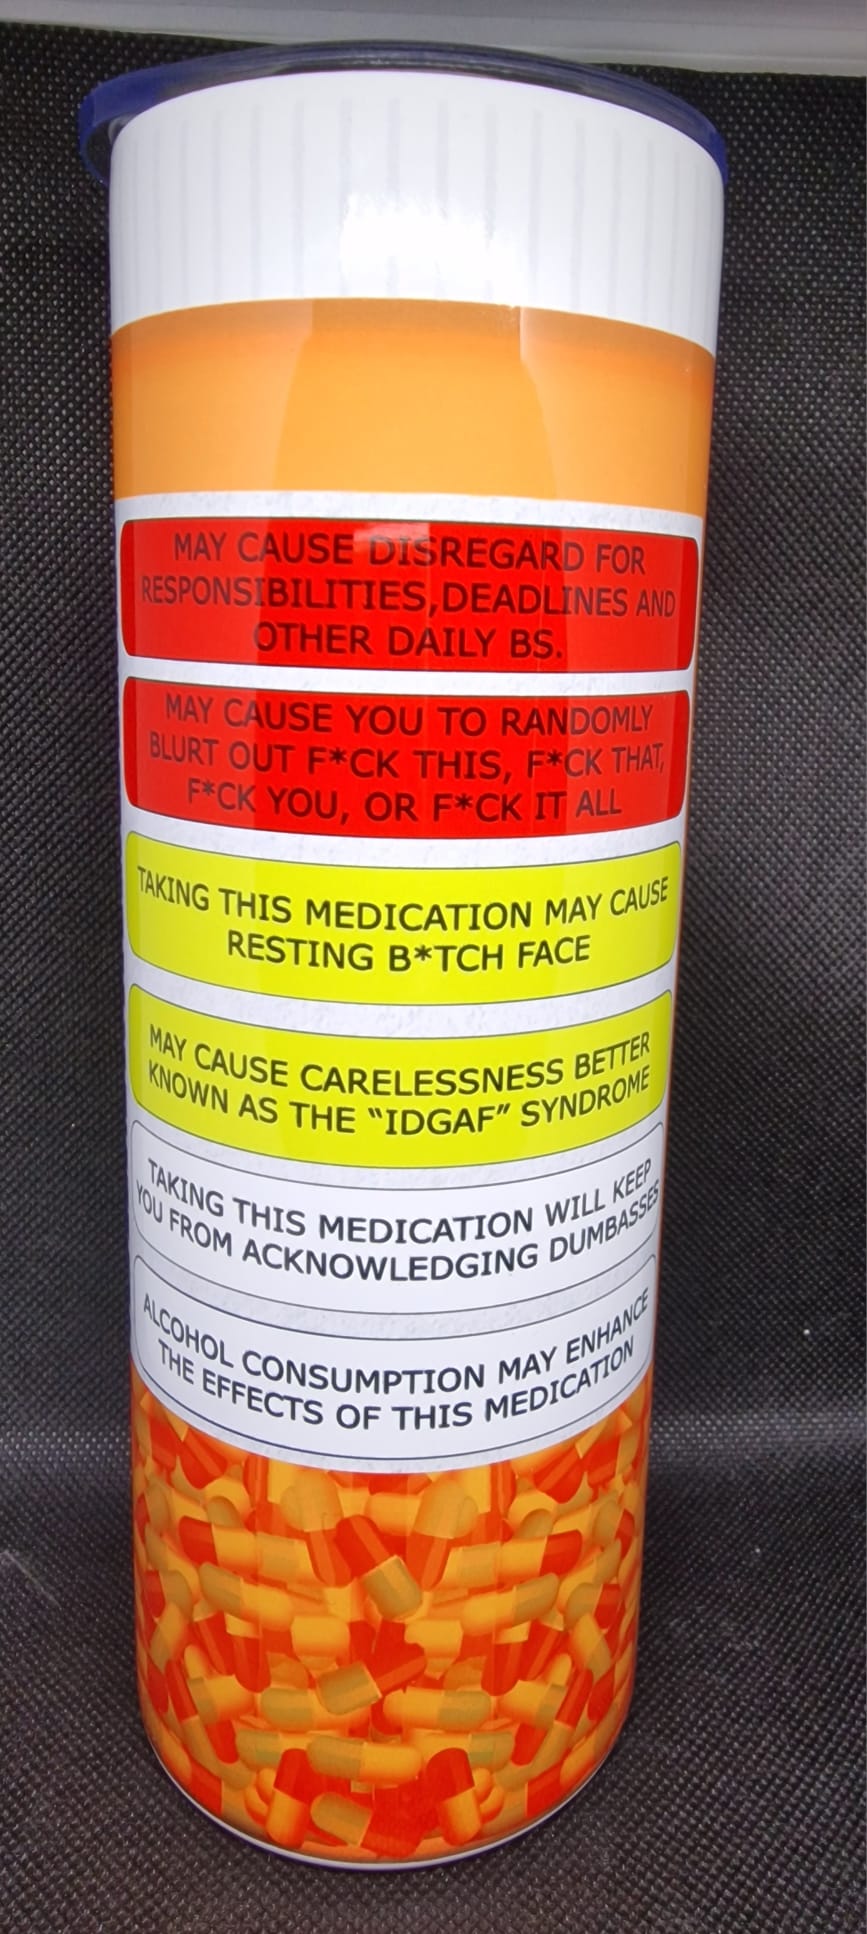 MAY CAUSE DISREGARD FOR
RESPONSIBILITIES,DEADLINES AND
OTHER DAILY BS.
MAY CAUSE YOU TO RANDOMLY
BLURT OUT F*CK THIS, F*CK THAT,
F*CK YOU, OR F*CK IT ALL
TAKING THIS MEDICATION MAY CAUSE
RESTING B*TCH FACE
MAY CAUSE CARELESSNESS BETTER
KNOWN AS THE “IDGAF” SYNDROME
TAKING THIS MEDICATION WILL KEEP
YOU FROM ACKNOWLEDGING DUMBASSES
ALCOHOL CONSUMPTION MAY ENHANCE
THE EFFECTS OF THIS MEDICATION